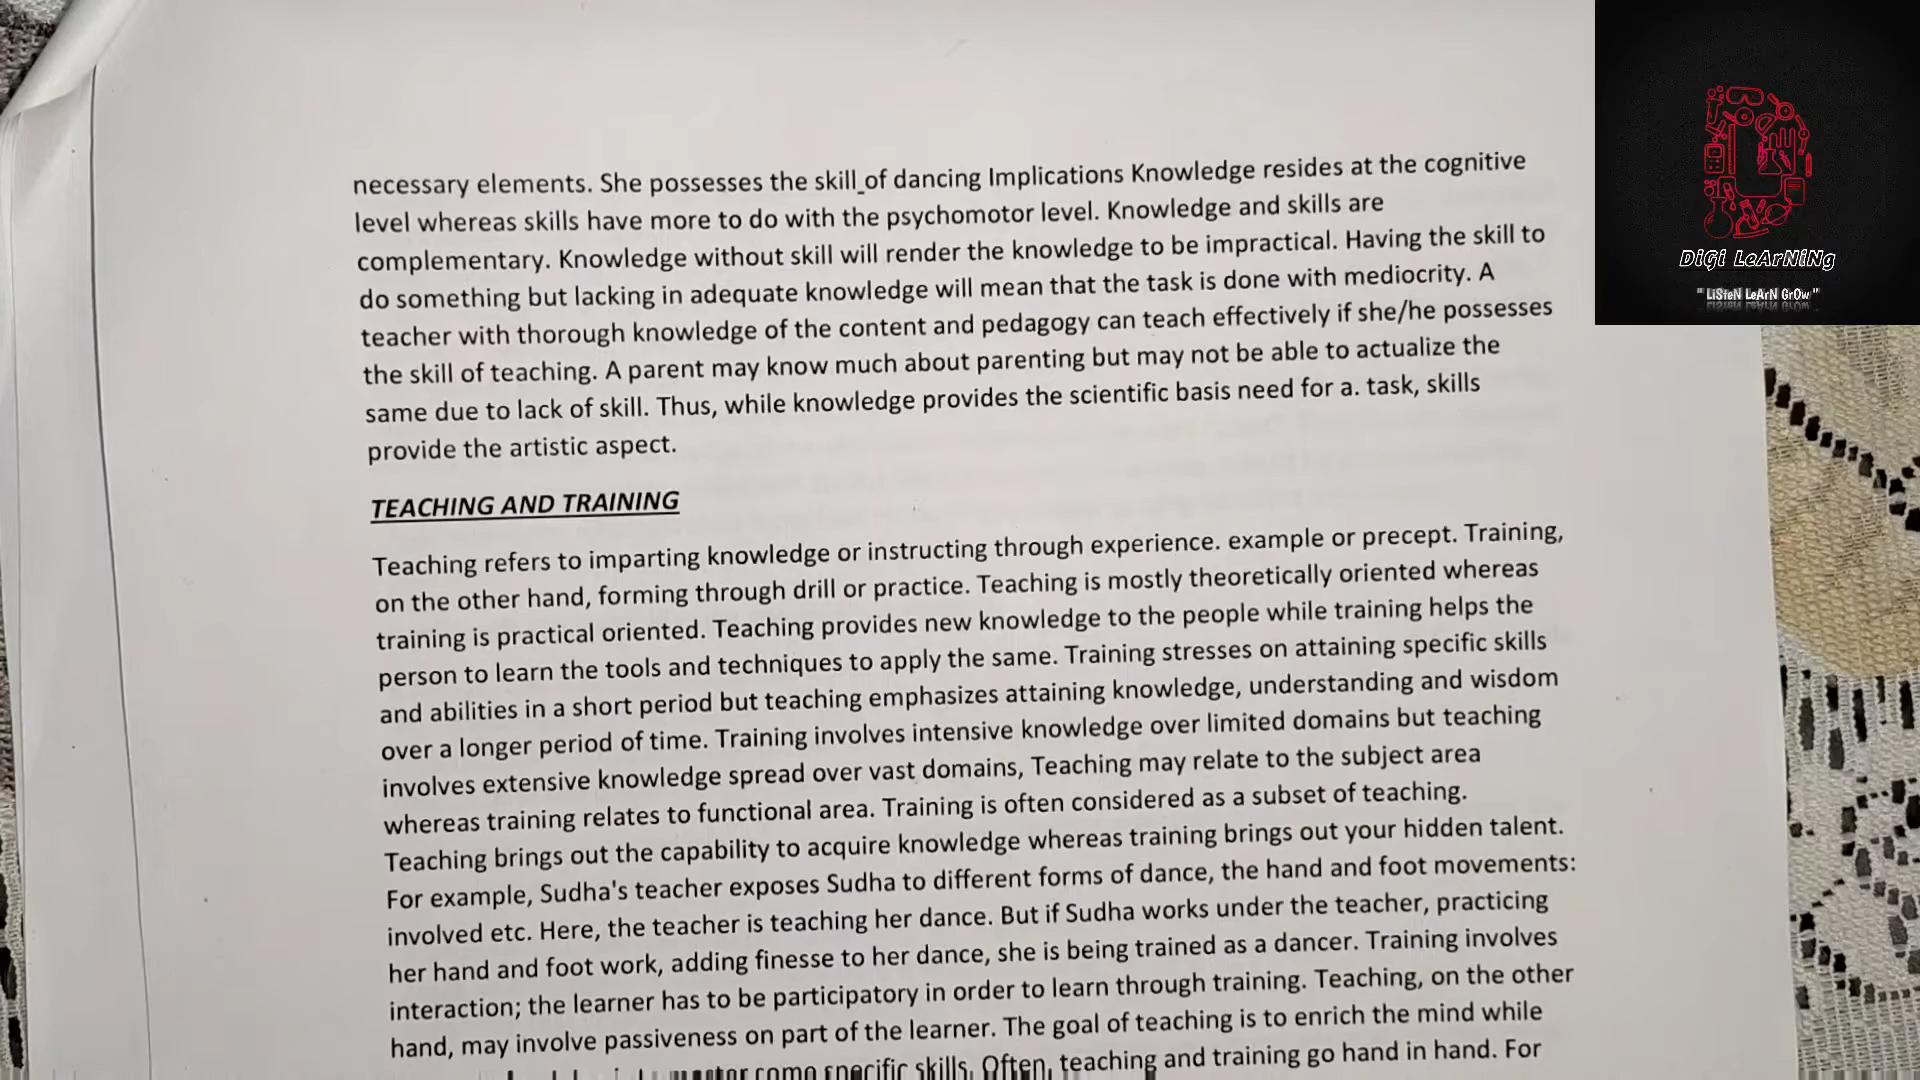 necessary elements. She possesses the skill_of dancing Implications Knowledge resides at the cognitive
level whereas skills have more to do with the psychomotor level. Knowledge and skills are
complementary. Knowledge without skill will render the knowledge to be impractical. Having the skill to
do something but lacking in adequate knowledge will mean that the task is done with mediocrity. A
teacher with thorough knowledge of the content and pedagogy can teach effectively if she/he possesses
the skill of teaching. A parent may know much about parenting but may not be able to actualize the
same due to lack of skill. Thus, while knowledge provides the scientific basis need for a. task, skills
provide the artistic aspect.
TEACHING AND TRAINING
Teaching refers to imparting knowledge or instructing through experience. example or precept. Training,
on the other hand, forming through drill or practice. Teaching is mostly theoretically oriented whereas
training is practical oriented. Teaching provides new knowledge to the people while training helps the
person to learn the tools and techniques to apply the same. Training stresses on attaining specific skills
and abilities in a short period but teaching emphasizes attaining knowledge, understanding and wisdom
over a longer period of time. Training involves intensive knowledge over limited domains but teaching
involves extensive knowledge spread over vast domains, Teaching may relate to the subject area
whereas training relates to functional area. Training is often considered as a subset of teaching.
Teaching brings out the capability to acquire knowledge whereas training brings out your hidden talent.
For example, Sudha's teacher exposes Sudha to different forms of dance, the hand and foot movements:
involved etc. Here, the teacher is teaching her dance. But if Sudha works under the teacher, practicing
her hand and foot work, adding finesse to her dance, she is being trained as a dancer. Training involves
interaction; the learner has to be participatory in order to learn through training. Teaching, on the other
hand, may involve passiveness on part of the learner. The goal of teaching is to enrich the mind while
specific skills. Often, teaching and training go hand in hand. For
DiGi LeArNiNg
" LiSteN LeArN GrOw "